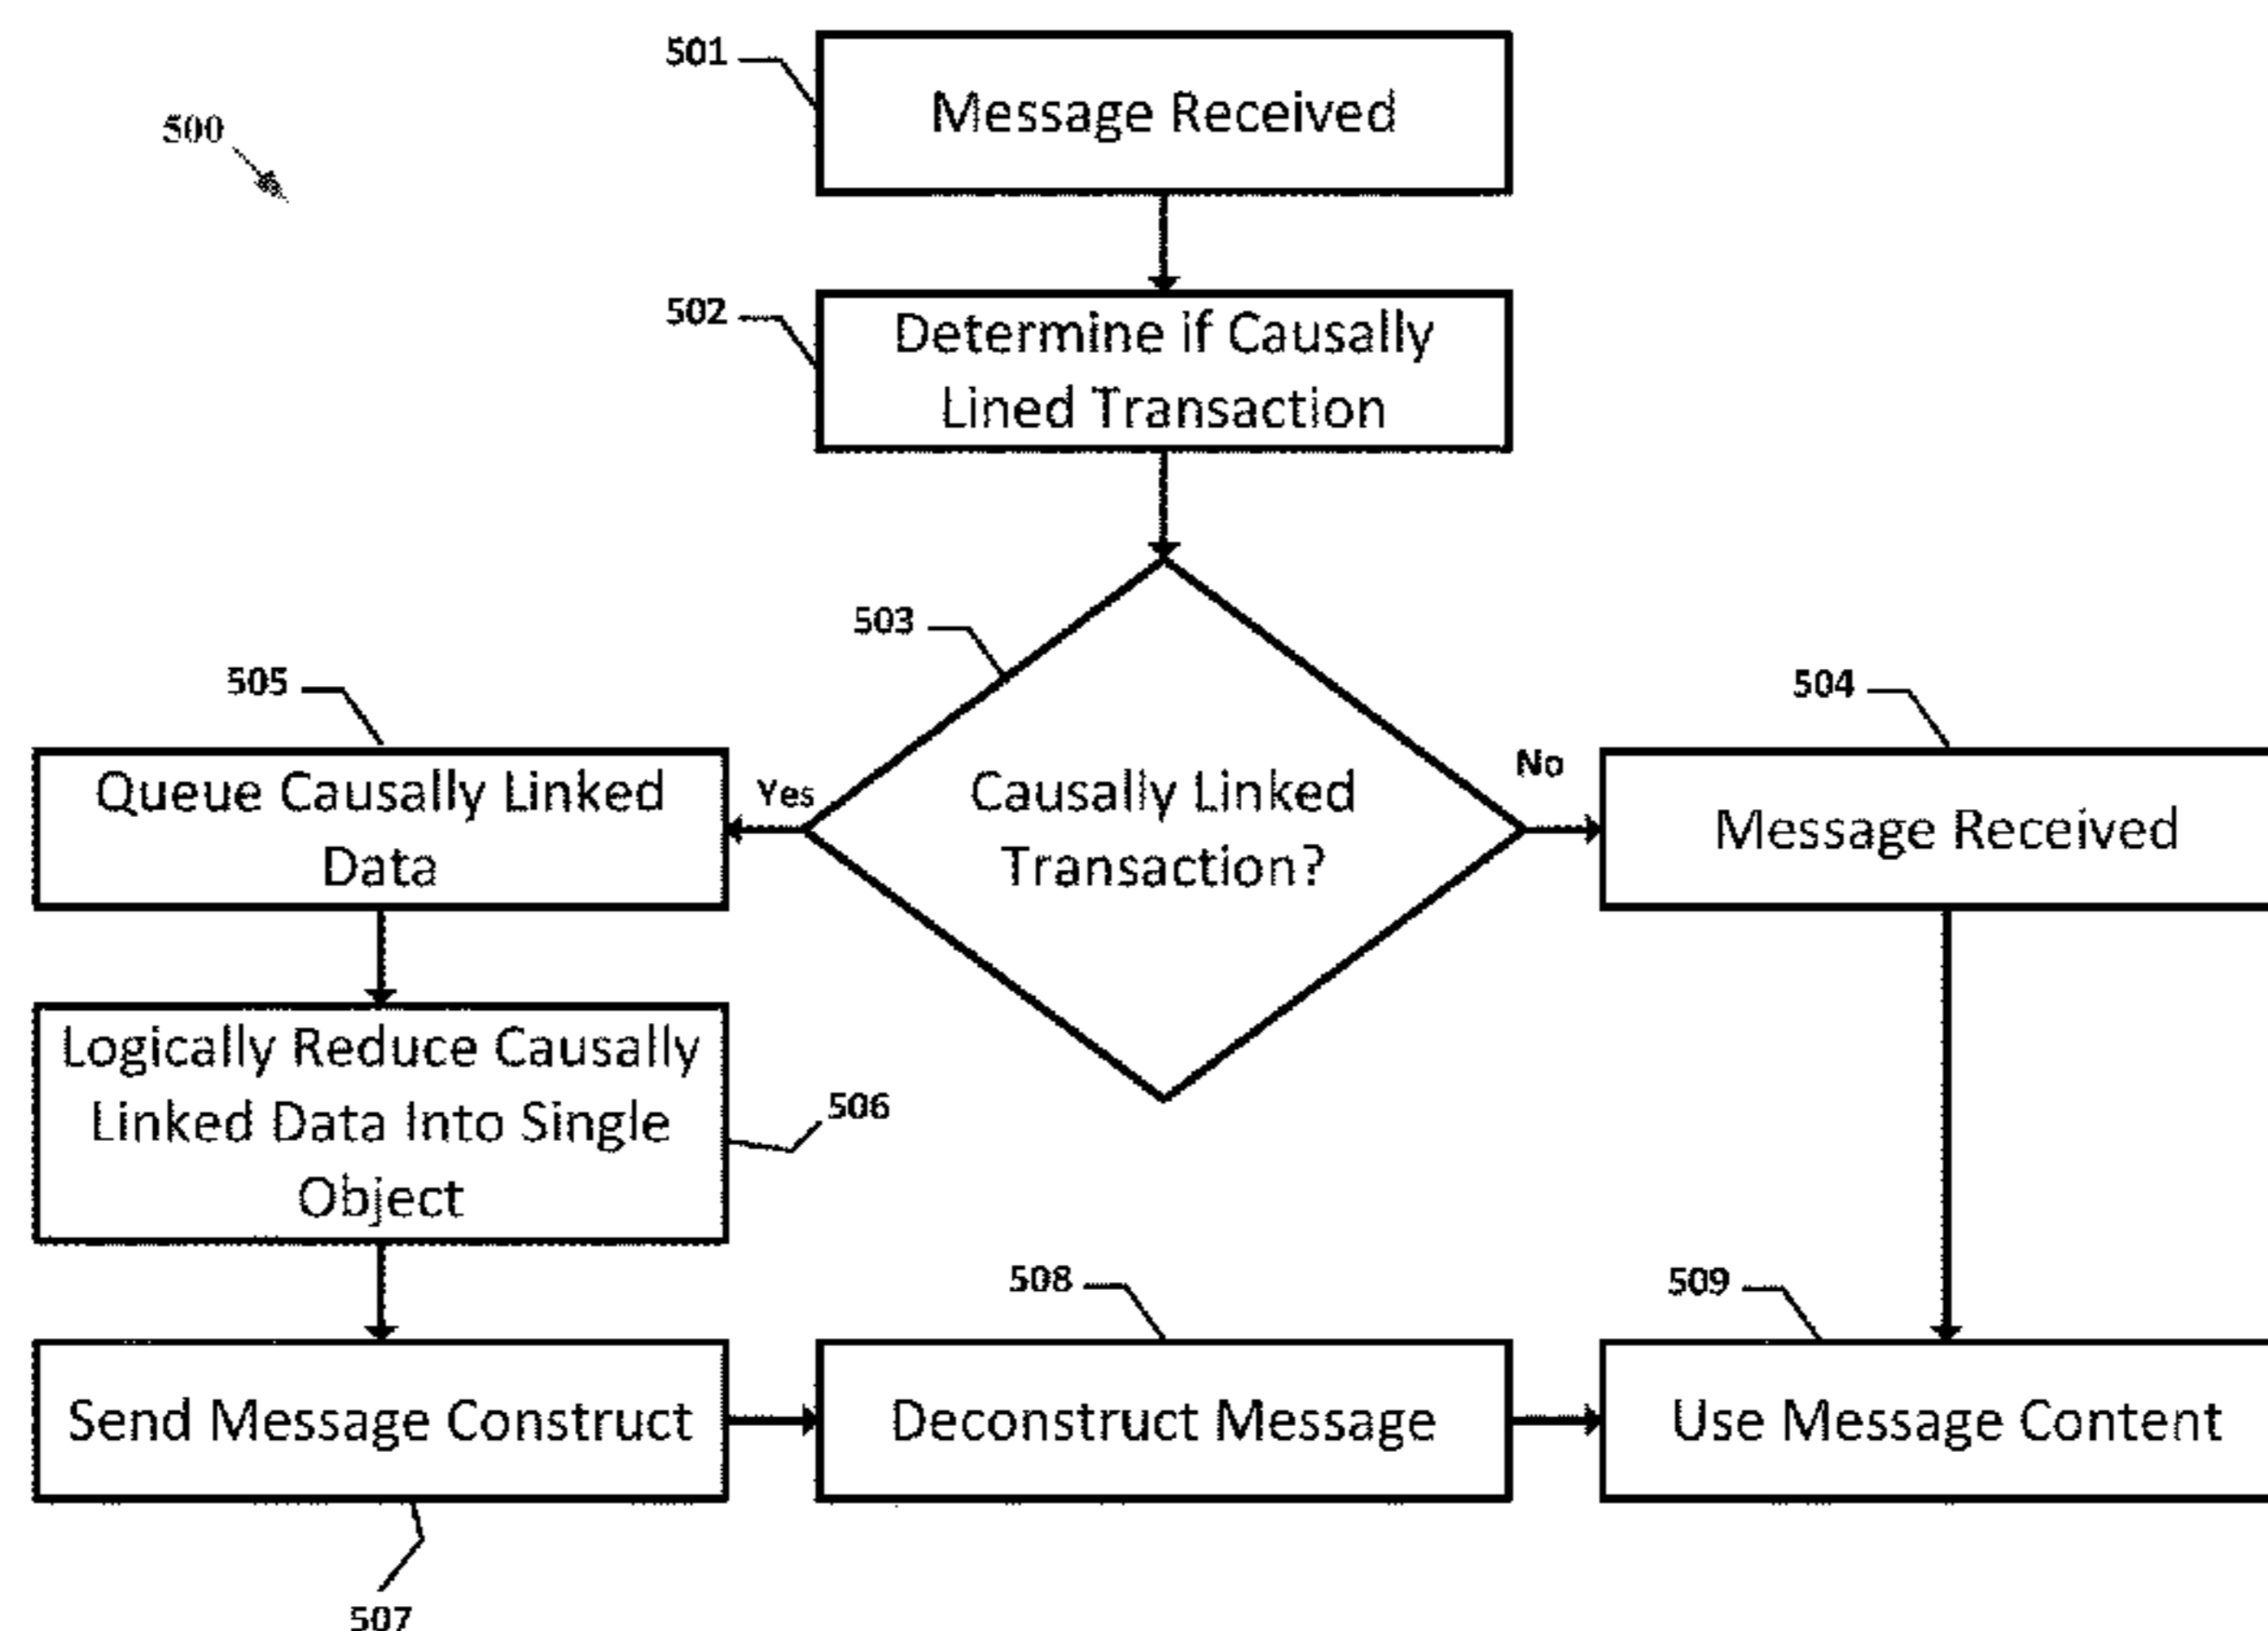 501
Message Received
500
502
Determine if Causally
Lined Transaction
503
505
504
Queue Causally Linked
Data
Yes
Causally Linked
Transaction?
No
Message Received
Logically Reduce Causally
Linked Data Into Single
Object
506
508
509
Send Message Construct
Deconstruct Message
Use Message Content
507